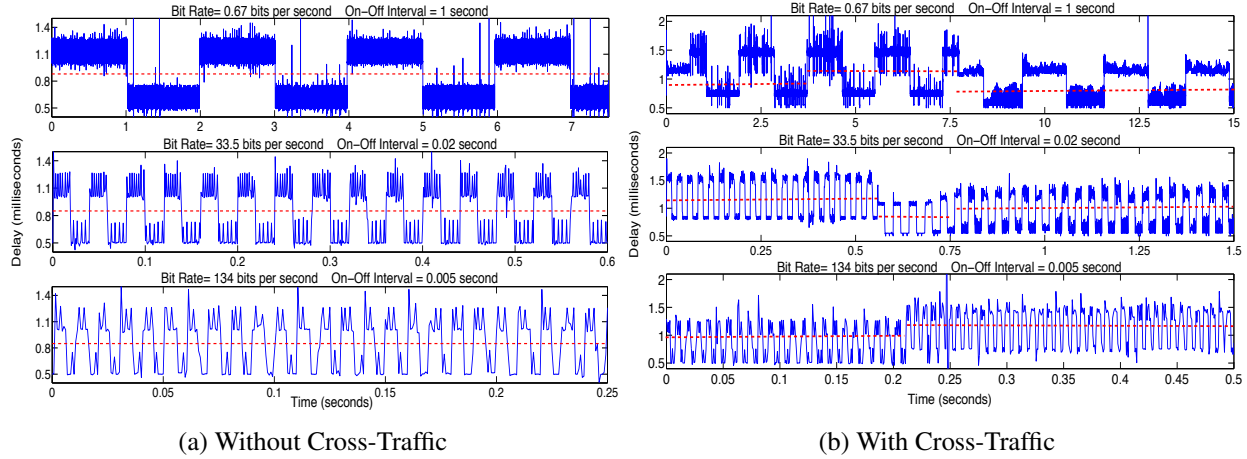 Bit Rate = 0.67 bits per second On-Off Interval = 1 second
1.4
1.1
0.8
0.5
0 1 2 3 4 5 6 7
Bit Rate= 33.5 bits per second On-Off Interval = 0.02 second
Delay (milliseconds)
1.4
1.1
0.8
0.5
0 0.1 0.2 0.3 0.4 0.5 0.6
Bit Rate= 134 bits per second On-Off Interval = 0.005 second
1.4
1.1
0.8
0.5
0 0.05 0.1 0.15 0.2 0.25
Time (seconds)
(a) Without Cross-Traffic
Bit Rate = 0.67 bits per second On-Off Interval = 1 second
2
1.5
1
0.5
0 2.5 5 7.5 10 12.5 15
Bit Rate= 33.5 bits per second On-Off Interval = 0.02 second
Delay (milliseconds)
2
1.5
1
0.5
0.25 0.5 0.75 1 1.25 1.5
Bit Rate= 134 bits per second On-Off Interval = 0.005 second
2
1.5
1
0.5
0 0.05 0.1 0.15 0.2 0.25 0.3 0.35 0.4 0.45 0.5
Time (seconds)
(b) With Cross-Traffic